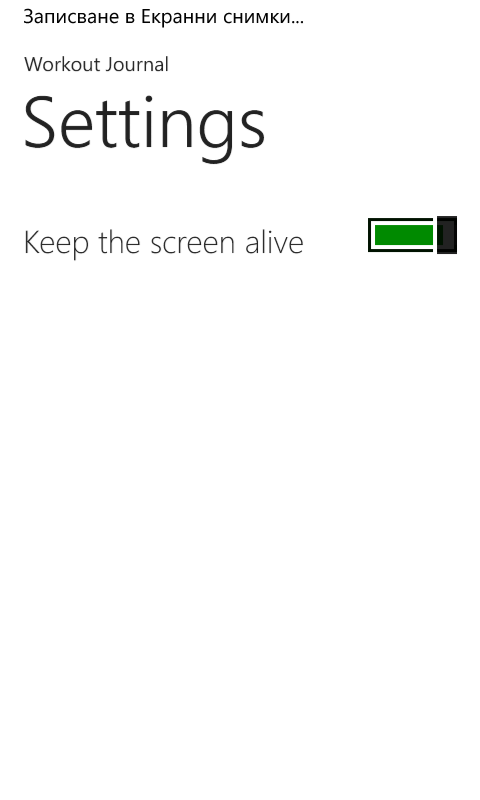 Записване в Екранни снимки...
Workout Journal
Settings
Keep the screen alive